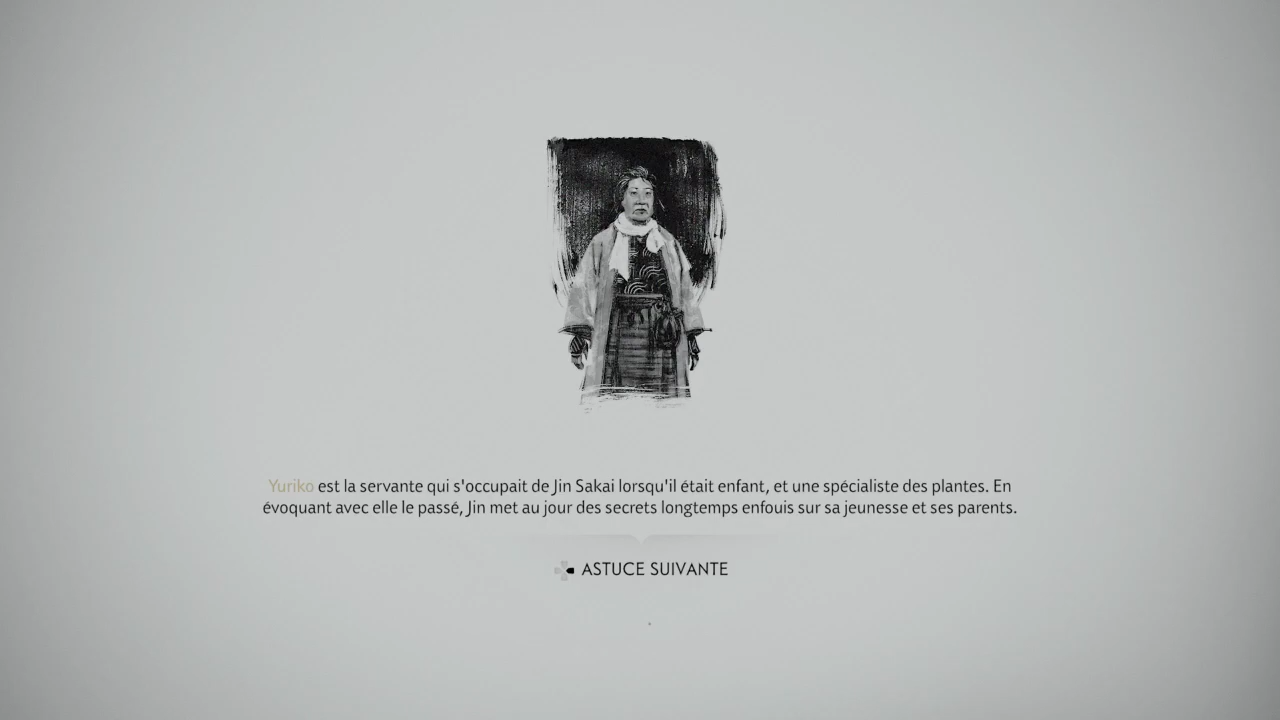 Yuriko est la servante qui s'occupait de Jin Sakai lorsqu'il était enfant, et une spécialiste des plantes. En
évoquant avec elle le passé, Jin met au jour des secrets longtemps enfouis sur sa jeunesse et ses parents.
ASTUCE SUIVANTE